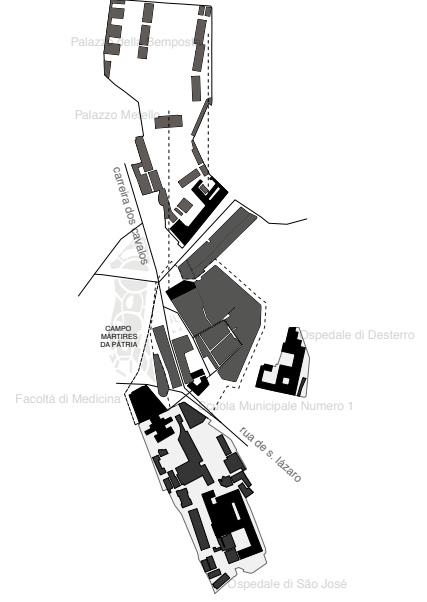 Palazzo della Bemposta
Palazzo Mitello
carreira dos cavalos
CAMPO
MÁRTIRES
DA PÁTRIA
Ospedale di Desterro
Facoltà di Medicina
Scuola Municipale Numero 1
rua de s. lázaro
Ospedale di São José